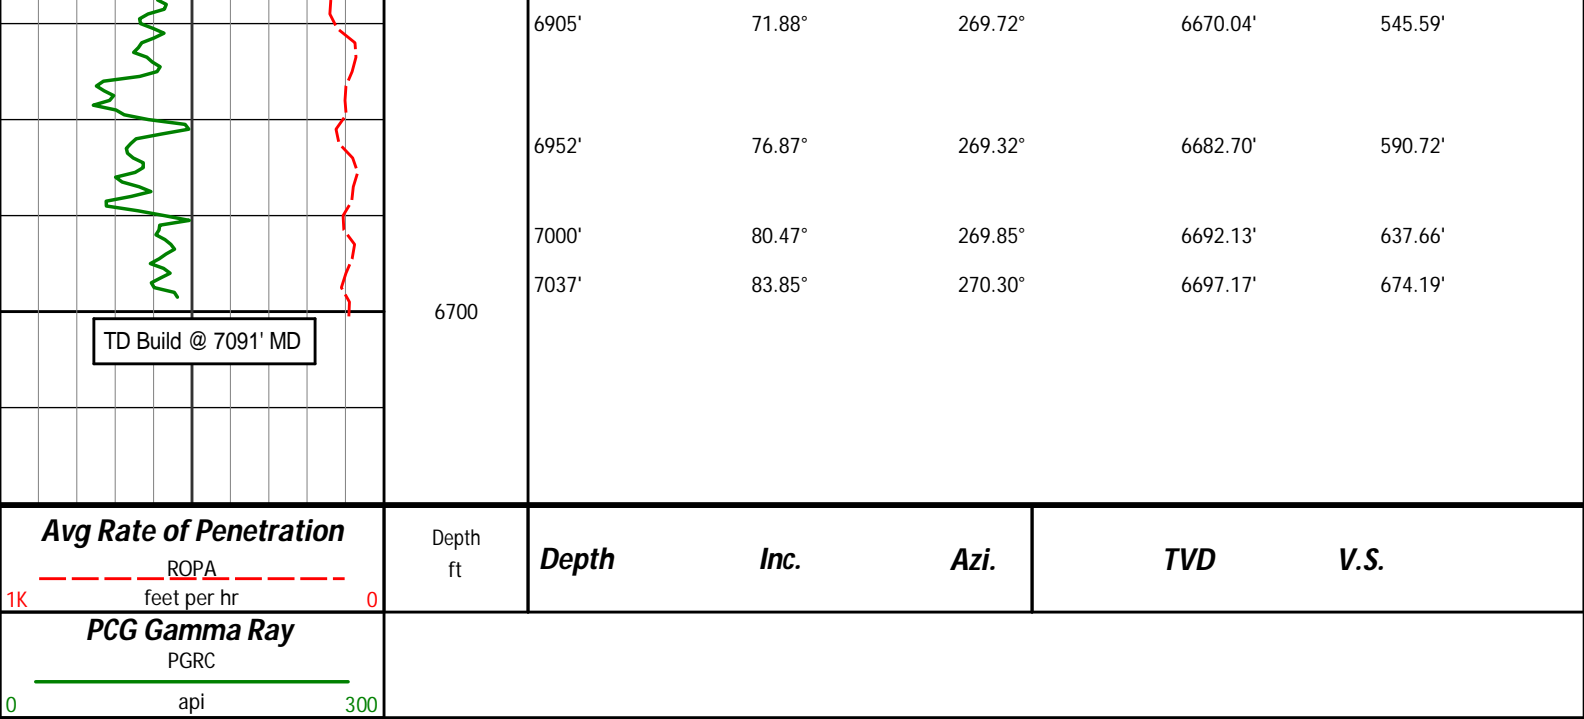 6905' 71.88° 269.72° 6670.04' 545.59'
6952' 76.87° 269.32° 6682.70' 590.72'
7000' 80.47° 269.85° 6692.13' 637.66'
7037' 83.85° 270.30° 6697.17' 674.19'
6700
TD Build @ 7091' MD
Avg Rate of Penetration
ROPA
1K feet per hr 0
Depth
ft
Depth Inc. Azi. TVD V.S.
PCG Gamma Ray
PGRC
0 api 300